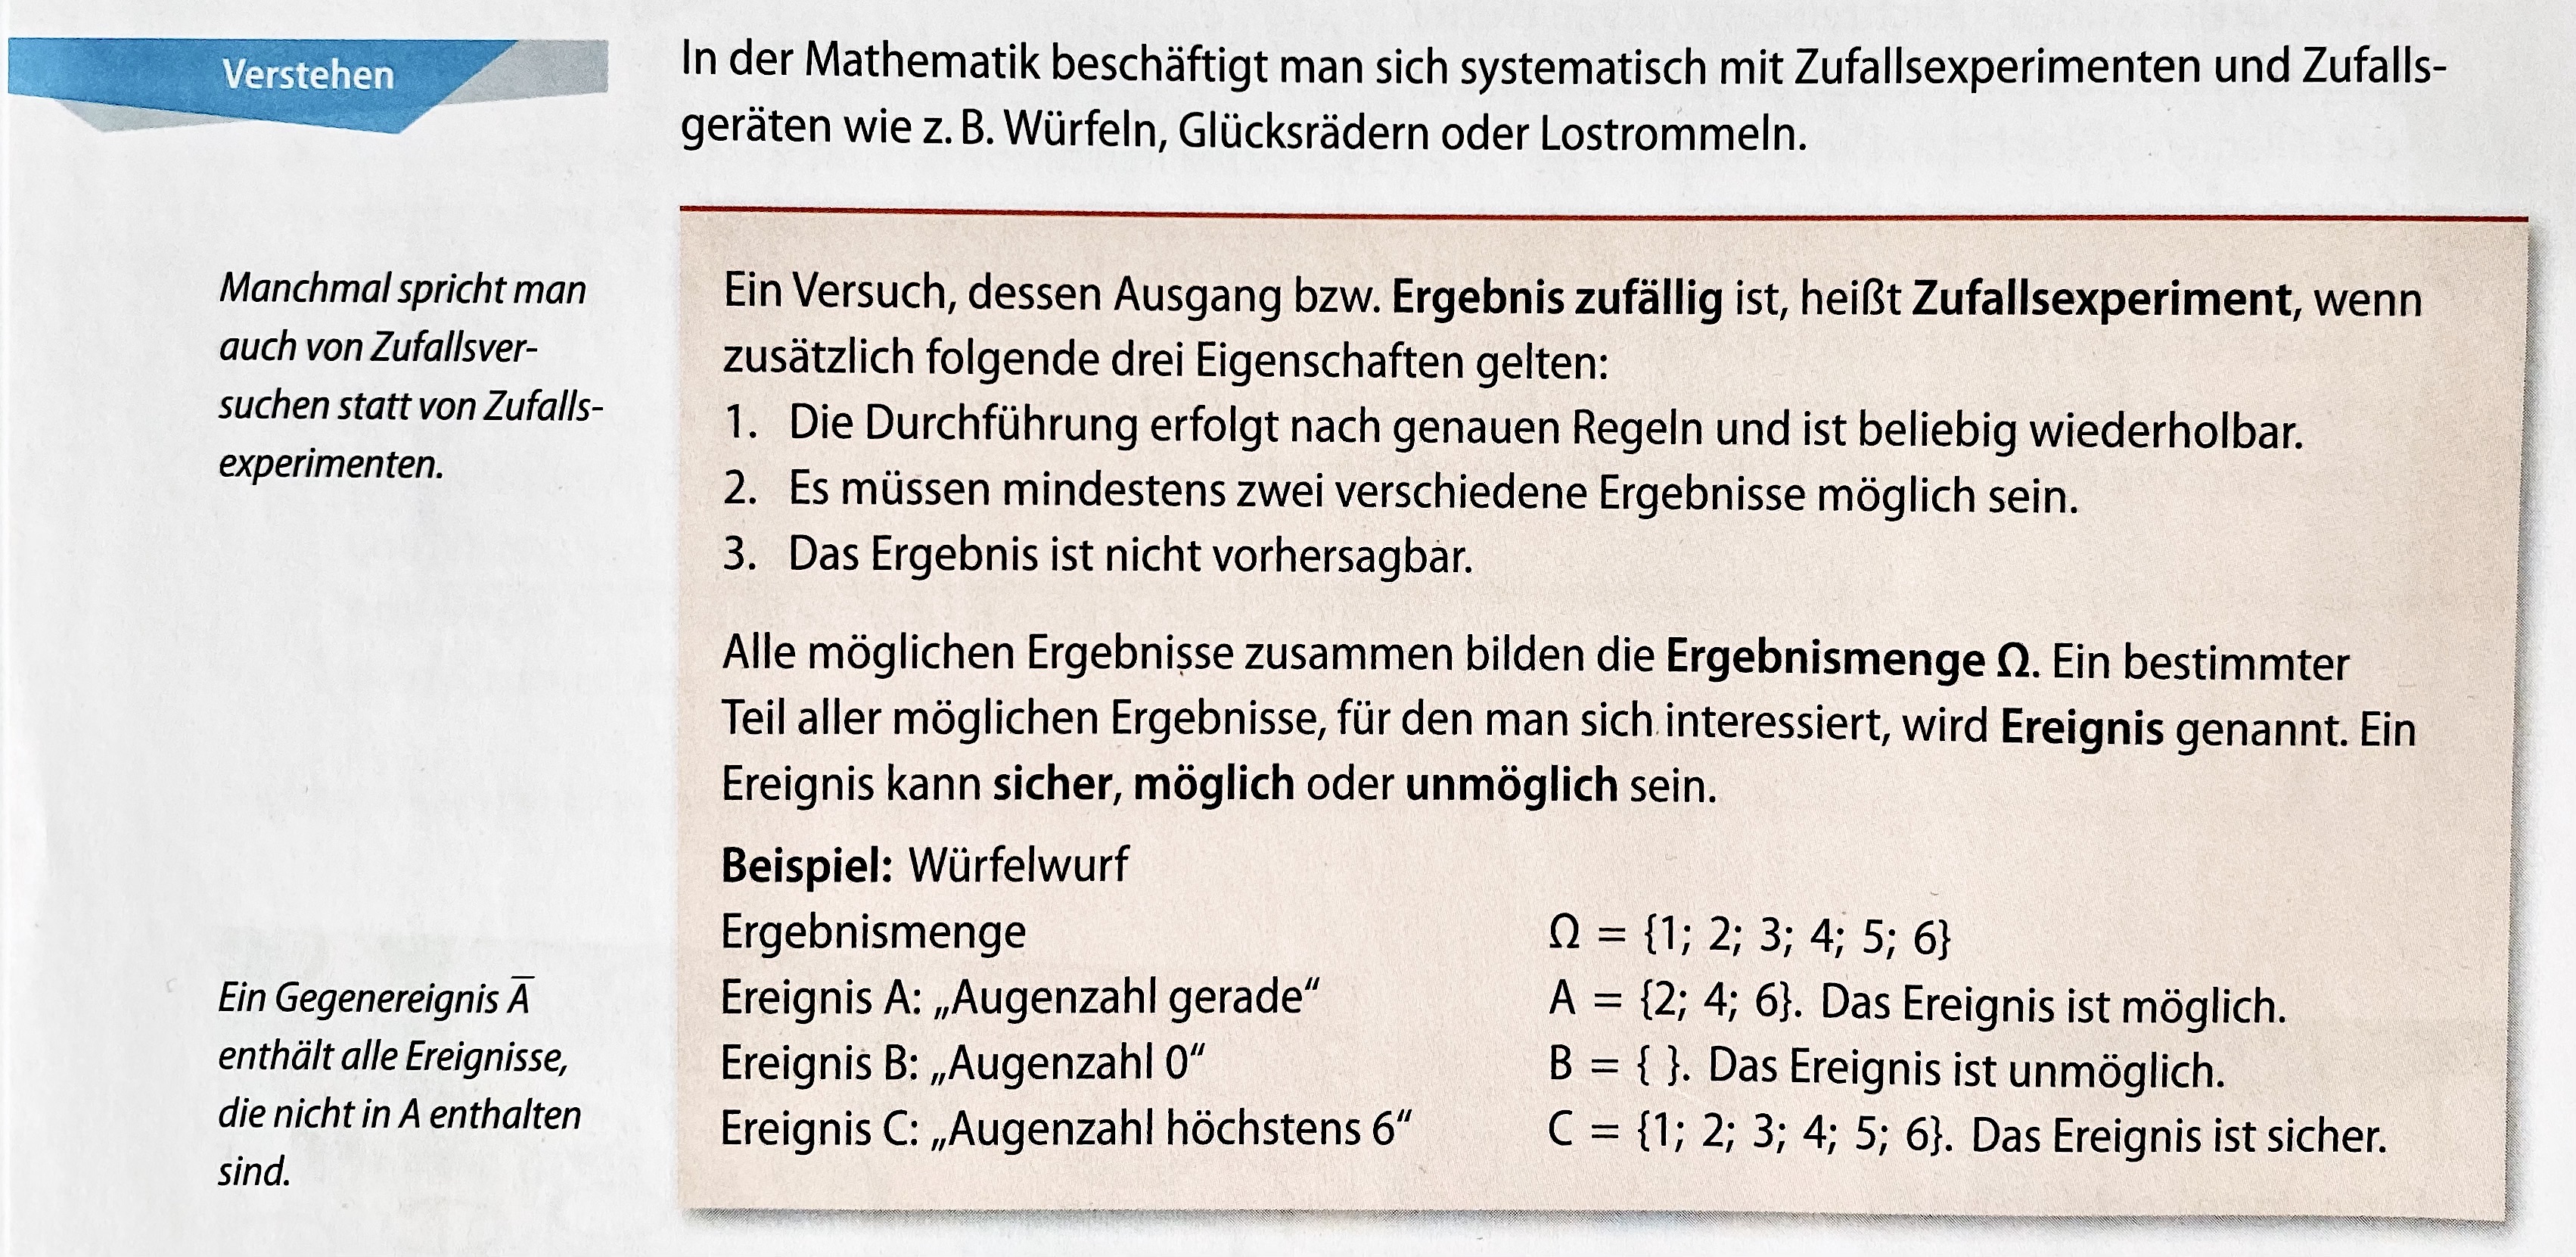 Verstehen
In der Mathematik beschäftigt man sich systematisch mit Zufallsexperimenten und Zufalls-
geräten wie z. B. Würfeln, Glücksrädern oder Lostrommeln.
Manchmal spricht man
auch von Zufallsver-
suchen statt von Zufalls-
experimenten.
Ein Versuch, dessen Ausgang bzw. Ergebnis zufällig ist, heißt Zufallsexperiment, wenn
zusätzlich folgende drei Eigenschaften gelten:
1. Die Durchführung erfolgt nach genauen Regeln und ist beliebig wiederholbar.
2. Es müssen mindestens zwei verschiedene Ergebnisse möglich sein.
3. Das Ergebnis ist nicht vorhersagbar.
Alle möglichen Ergebnisse zusammen bilden die Ergebnismenge Ω. Ein bestimmter
Teil aller möglichen Ergebnisse, für den man sich interessiert, wird Ereignis genannt. Ein
Ereignis kann sicher, möglich oder unmöglich sein.
Beispiel: Würfelwurf
Ergebnismenge Ω = {1; 2; 3; 4; 5; 6}
Ereignis A: „Augenzahl gerade“ A = {2; 4; 6}. Das Ereignis ist möglich.
Ereignis B: „Augenzahl 0“ B = { }. Das Ereignis ist unmöglich.
Ereignis C: „Augenzahl höchstens 6“ C = {1; 2; 3; 4; 5; 6}. Das Ereignis ist sicher.
Ein Gegenereignis A̅
enthält alle Ereignisse,
die nicht in A enthalten
sind.